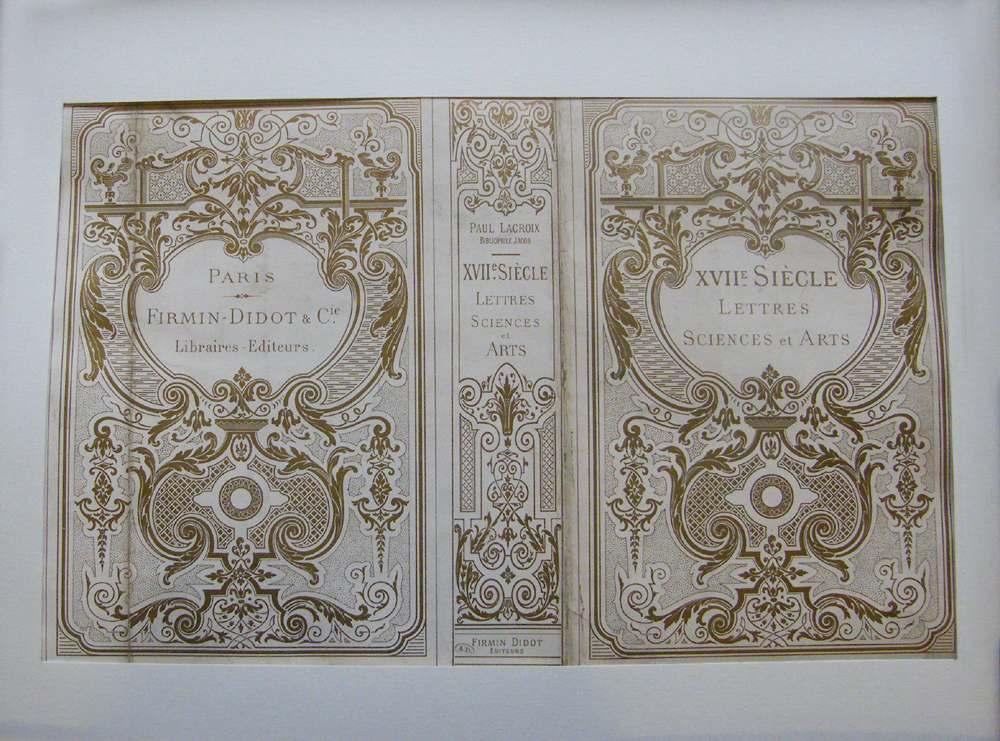 PARIS
FIRMIN-DIDOT & Cie
Libraires-Editeurs.
PAUL LACROIX
BIBLIOPHILE JACOB
XVIIe. SIÈCLE
LETTRES
SCIENCES
et
ARTS
FIRMIN DIDOT
EDITEURS
XVIIE SIÈCLE
LETTRES
SCIENCES et ARTS